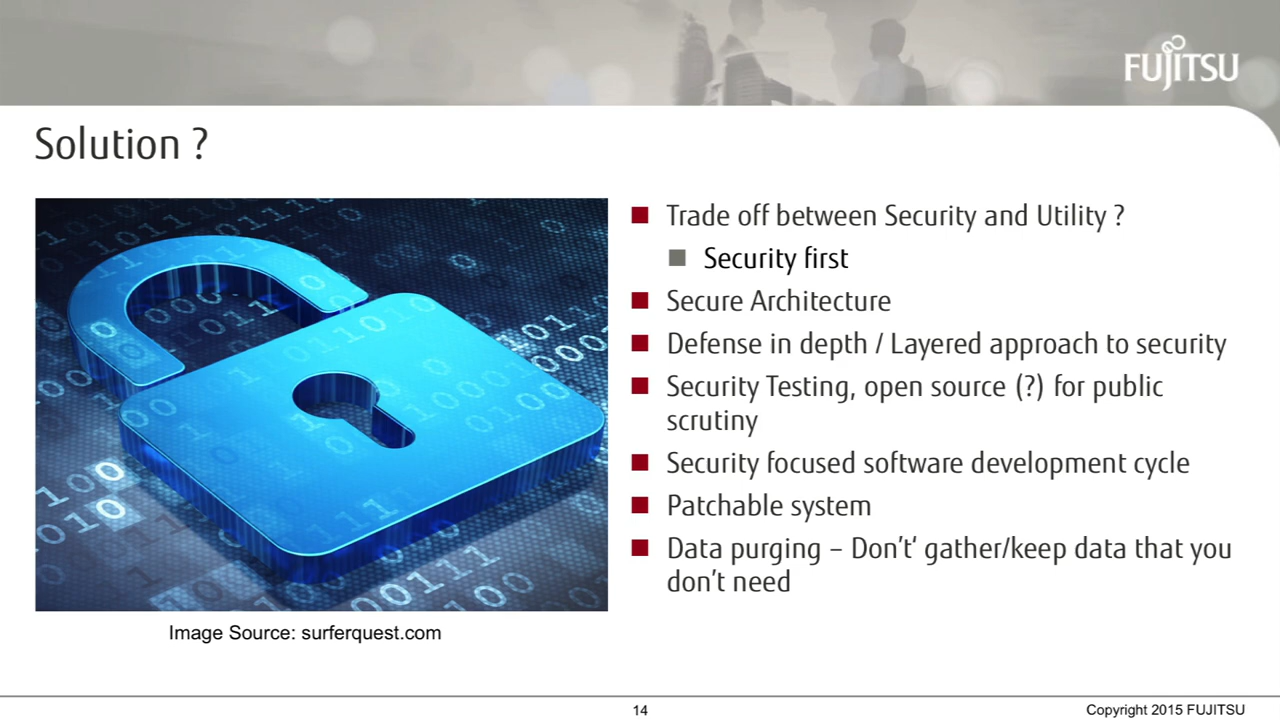 FUJITSU
Solution ?
Trade off between Security and Utility ?
Security first
Secure Architecture
Defense in depth / Layered approach to security
Security Testing, open source (?) for public
scrutiny
Security focused software development cycle
Patchable system
Data purging – Don’t‘ gather/keep data that you
don’t need
Image Source: surferquest.com
14
Copyright 2015 FUJITSU